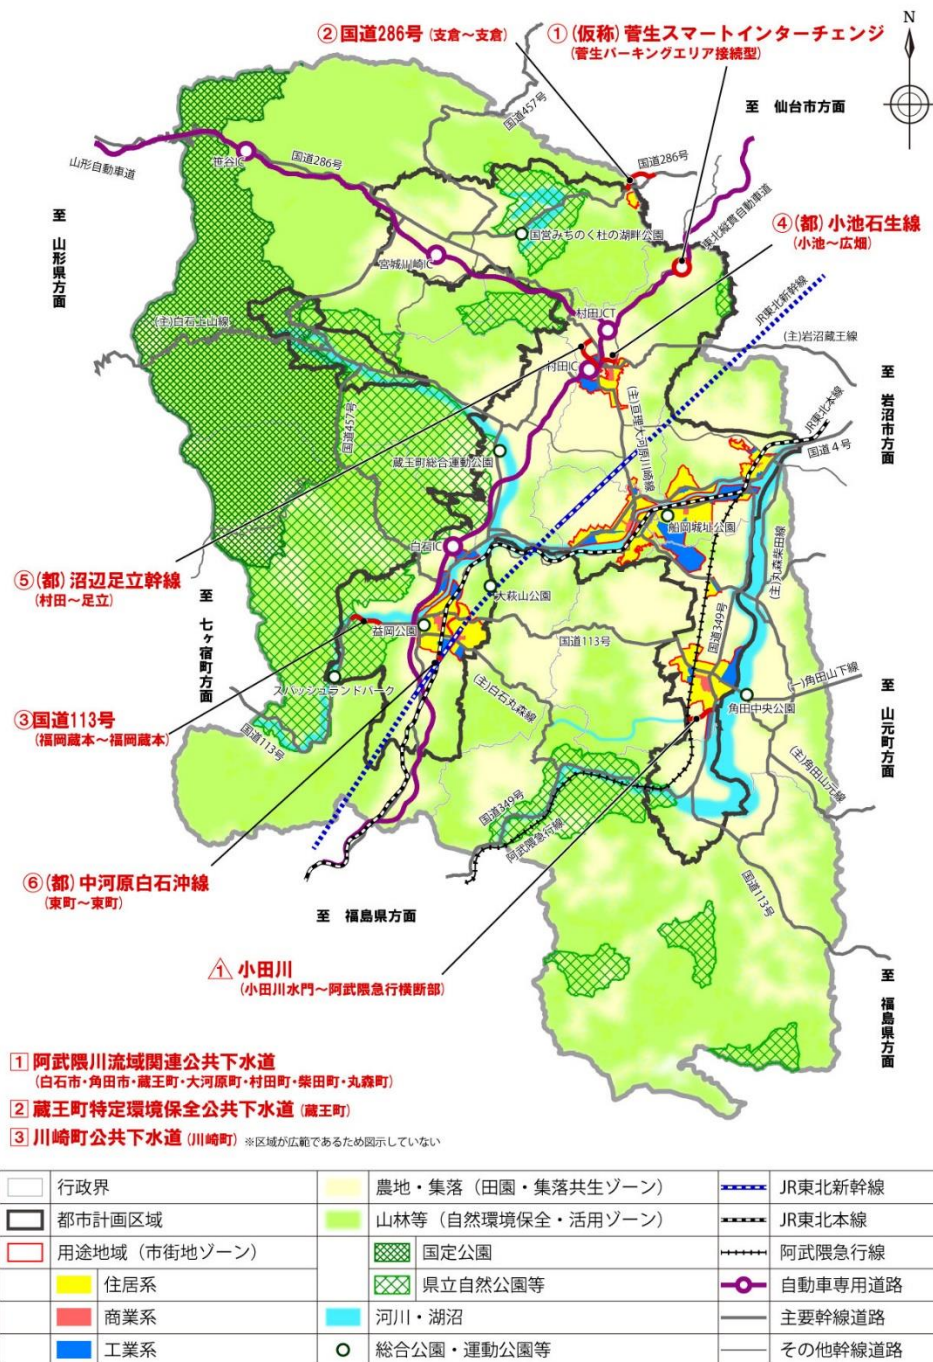 ②国道286号(支倉~支倉)
①(仮称)菅生スマートインターチェンジ
(菅生パーキングエリア接続型)
N
至 仙台市方面
国道457号
国道286号
山形自動車道
笹谷IC
国道286号
東北縦貫自動車道
至 山形県方面
国営みちのく杜の湖畔公園
④(都)小池石生線
(小池~広畑)
宮城川崎IC
JR東北新幹線
(主)白石上山線
村田JCT
(主)岩沼蔵王線
村田IC
至 岩沼市方面
国道457号
(主)亘理大河原川崎線
JR東北本線
国道4号
蔵王町総合運動公園
船岡城址公園
白石IC
(主)丸森柴田線
⑤(都)沼辺足立幹線
(村田~足立)
大萩山公園
至 七ヶ宿町方面
国道349号
益岡公園
国道113号
スパッシュランドパーク
(一)角田山下線
至 山元町方面
(主)白石丸森線
角田中央公園
③国道113号
(福岡蔵本~福岡蔵本)
国道113号
(主)角田山元線
国道349号
阿武隈急行線
⑥(都)中河原白石沖線
(東町~東町)
国道113号
至 福島県方面
1 小田川
(小田川水門~阿武隈急行横断部)
至 福島県方面
1 阿武隈川流域関連公共下水道
(白石市・角田市・蔵王町・大河原町・村田町・柴田町・丸森町)
2 蔵王町特定環境保全公共下水道(蔵王町)
3 川崎町公共下水道(川崎町) ※区域が広範であるため図示していない
行政界
農地・集落(田園・集落共生ゾーン)
JR東北新幹線
都市計画区域
山林等(自然環境保全・活用ゾーン)
JR東北本線
用途地域(市街地ゾーン)
国定公園
阿武隈急行線
住居系
県立自然公園等
自動車専用道路
商業系
河川・湖沼
主要幹線道路
工業系
総合公園・運動公園等
その他幹線道路